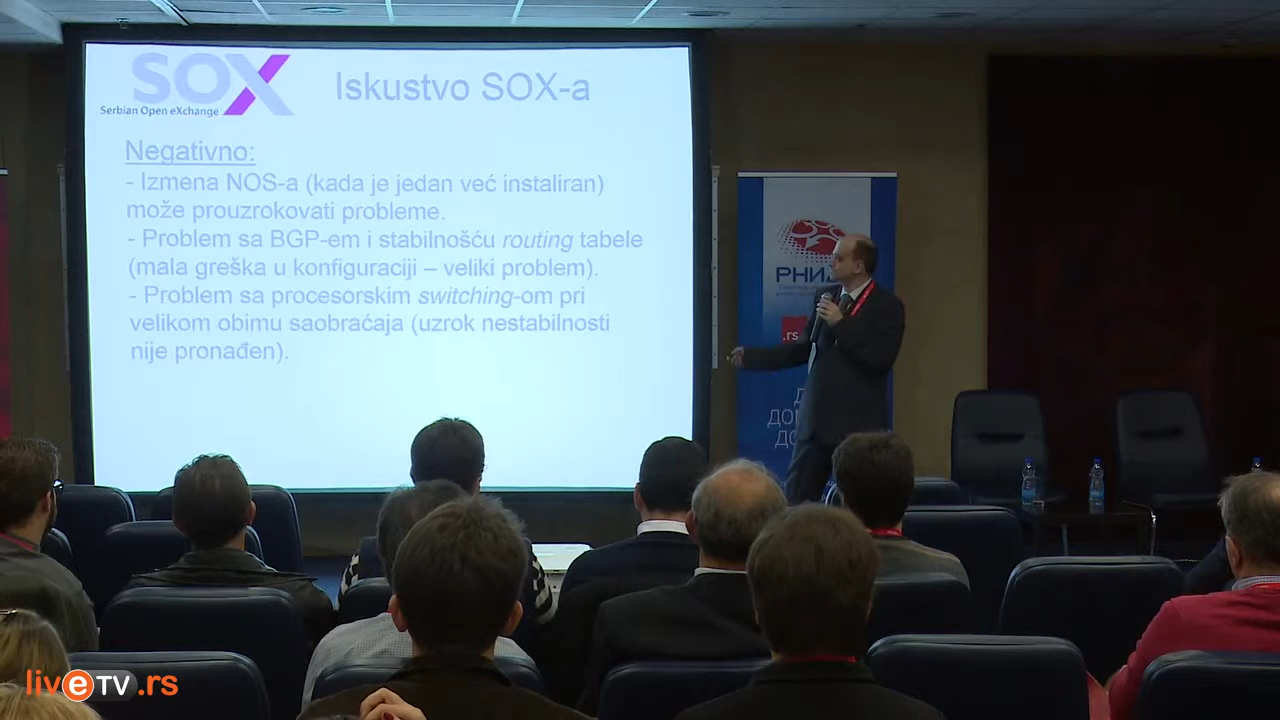 SOX
Serbian Open eXchange
Iskustvo SOX-a
Negativno:
- Izmena NOS-a (kada je jedan već instaliran)
može prouzrokovati probleme.
- Problem sa BGP-em i stabilnošću routing tabele
(mala greška u konfiguraciji – veliki problem).
- Problem sa procesorskim switching-om pri
velikom obimu saobraćaja (uzrok nestabilnosti
nije pronađen).
.rs
liveTV.rs